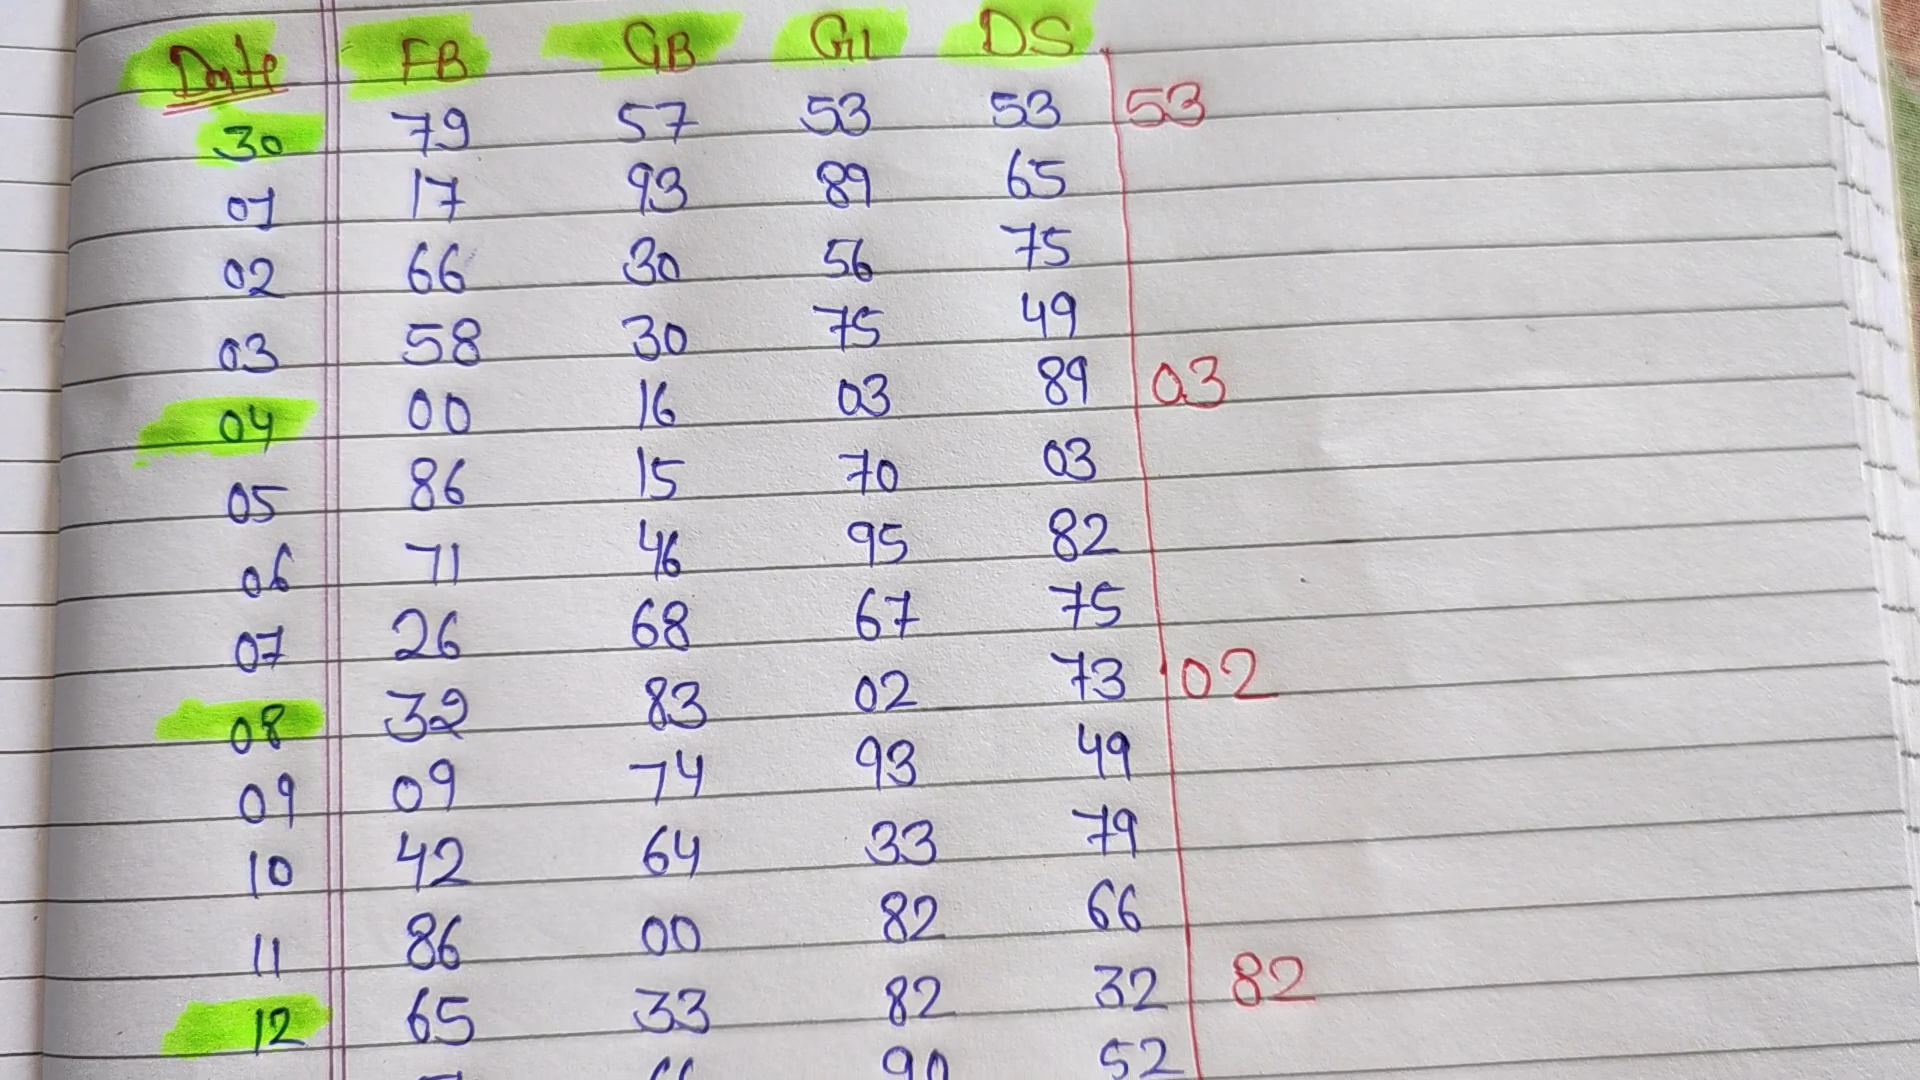 Date FB GB G1 DS
30 79 57 53 53 53
01 17 93 89 65
02 66 30 56 75
03 58 30 75 49
04 00 16 03 89 03
05 86 15 70 03
06 71 46 95 82
07 26 68 67 75
08 32 83 02 73 02
09 09 74 93 49
10 42 64 33 79
11 86 00 82 66
12 65 33 82 32 82
90 52